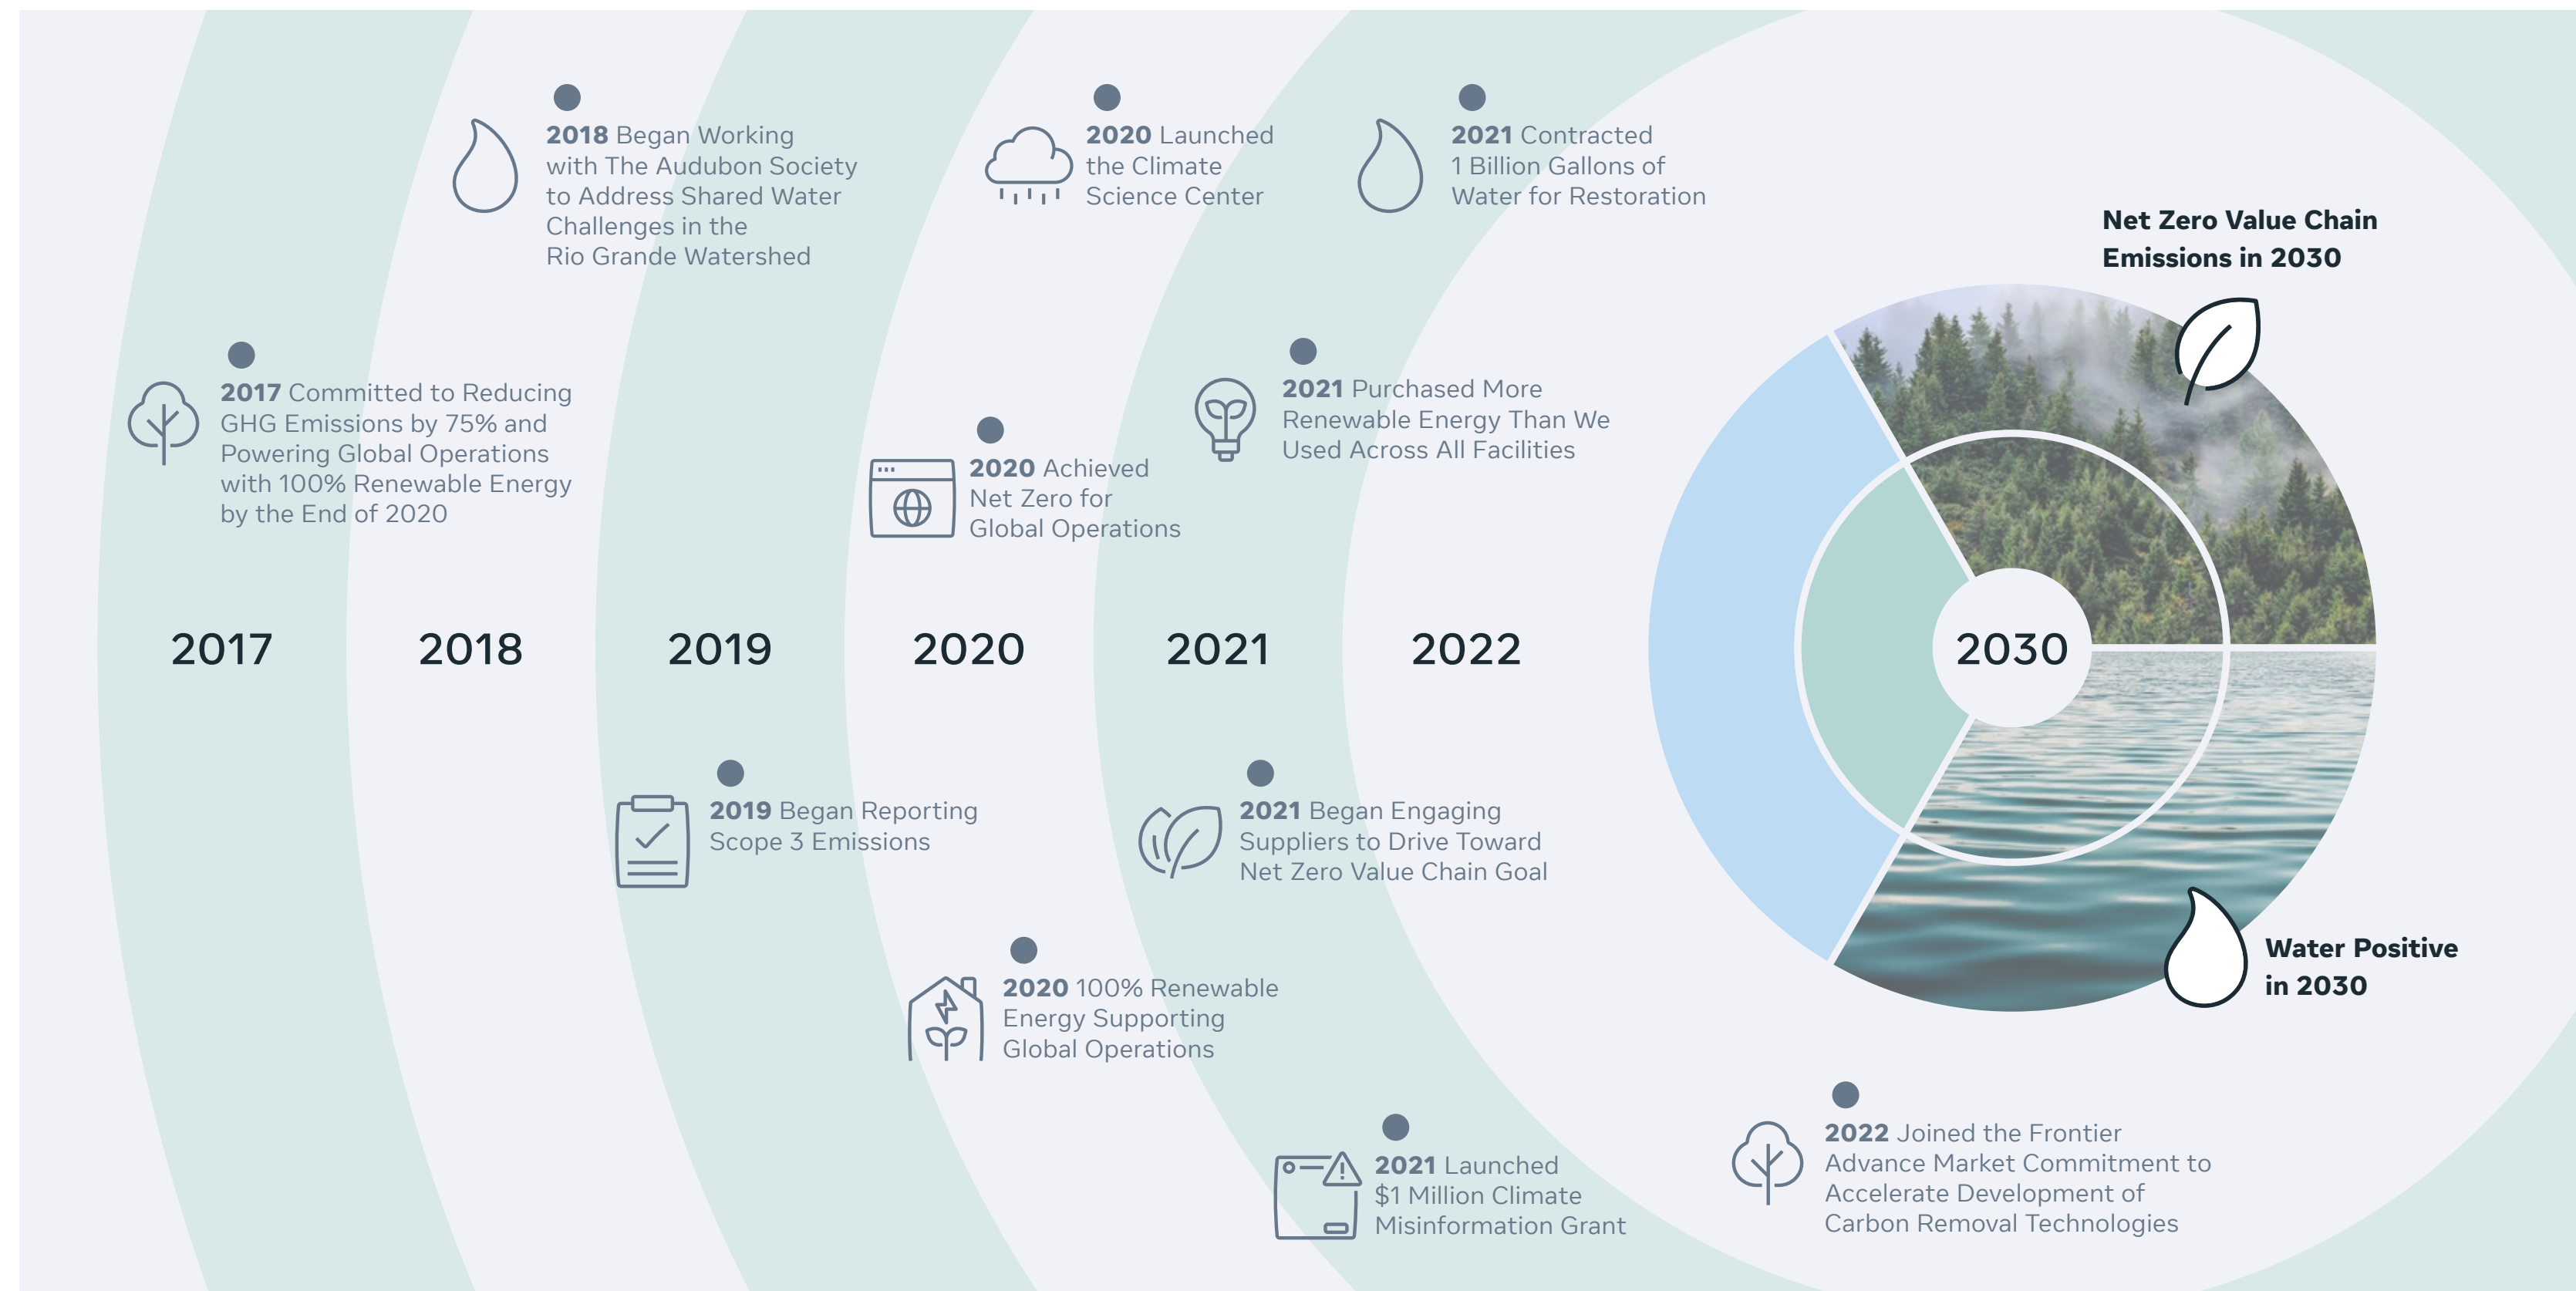 2018 Began Working
with The Audubon Society
to Address Shared Water
Challenges in the
Rio Grande Watershed
2020 Launched
the Climate
Science Center
2021 Contracted
1 Billion Gallons of
Water for Restoration
Net Zero Value Chain
Emissions in 2030
2017 Committed to Reducing
GHG Emissions by 75% and
Powering Global Operations
with 100% Renewable Energy
by the End of 2020
2020 Achieved
Net Zero for
Global Operations
2021 Purchased More
Renewable Energy Than We
Used Across All Facilities
2017
2018
2019
2020
2021
2022
2030
2019 Began Reporting
Scope 3 Emissions
2021 Began Engaging
Suppliers to Drive Toward
Net Zero Value Chain Goal
Water Positive
in 2030
2020 100% Renewable
Energy Supporting
Global Operations
2021 Launched
$1 Million Climate
Misinformation Grant
2022 Joined the Frontier
Advance Market Commitment to
Accelerate Development of
Carbon Removal Technologies